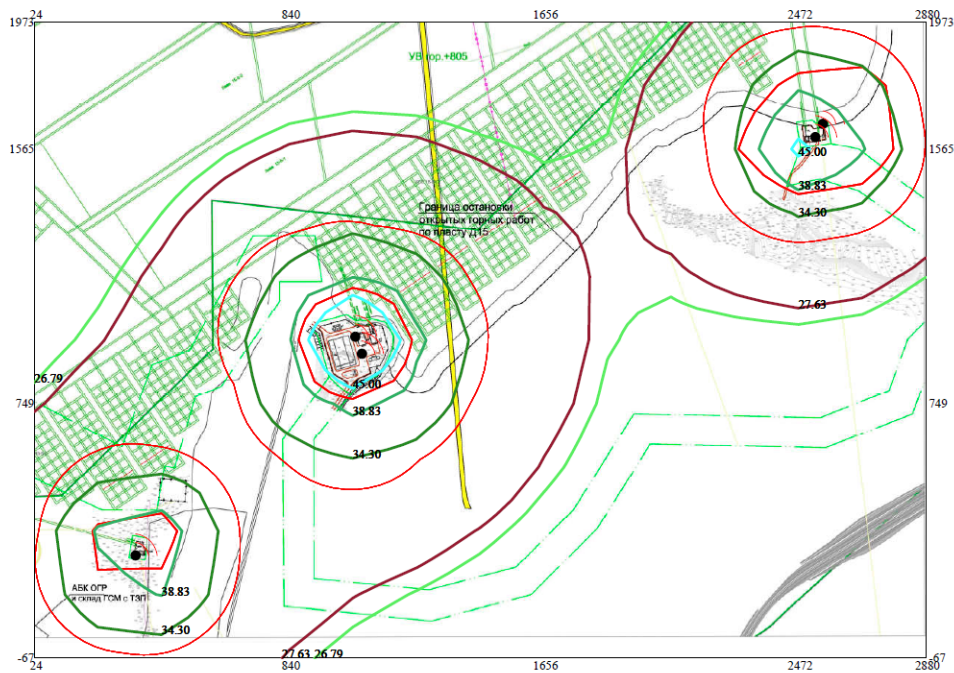 24 840 1656 2472 2880
1973 1973
УВ гор.+805
1565 1565
45.00
38.83
34.30
Граница остановки
открытых горных работ
по пласту Д15
27.63
26.79
45.00
749 749
38.83
34.30
38.83
АБК ОГР
и склад ГСМ с ТЗП
34.30
27.63 26.79
-67 -67
24 840 1656 2472 2880